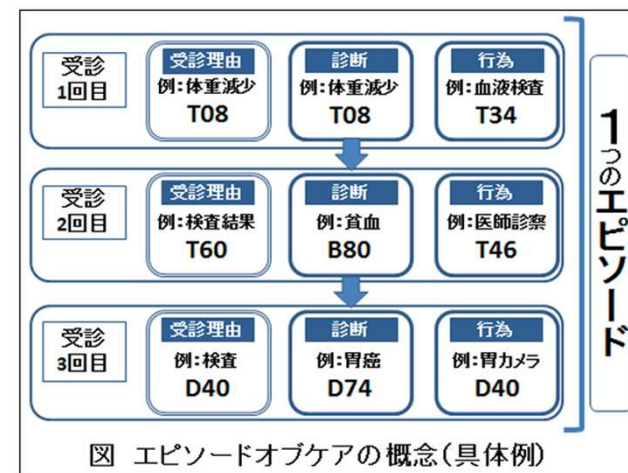 受診
1回目
受診理由
例:体重減少
T08
診断
例:体重減少
T08
行為
例:血液検査
T34
受診
2回目
受診理由
例:検査結果
T60
診断
例:貧血
B80
行為
例:医師診察
T46
受診
3回目
受診理由
例:検査
D40
診断
例:胃癌
D74
行為
例:胃カメラ
D40
1つのエピソード
図 エピソードオブケアの概念(具体例)